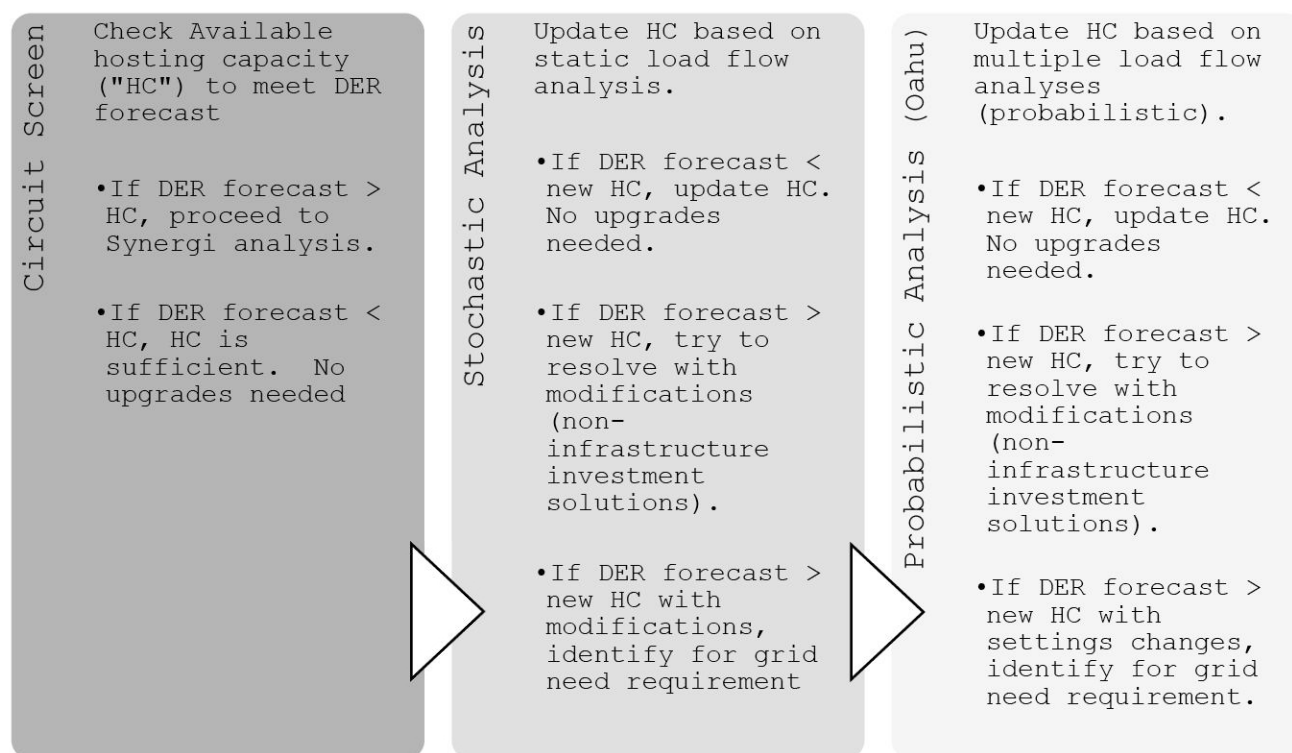 Circuit Screen
Check Available
hosting capacity
("HC") to meet DER
forecast
•If DER forecast >
HC, proceed to
Synergi analysis.
•If DER forecast <
HC, HC is
sufficient.  No
upgrades needed
Stochastic Analysis
Update HC based on
static load flow
analysis.
•If DER forecast <
new HC, update HC.
No upgrades
needed.
•If DER forecast >
new HC, try to
resolve with
modifications
(non-
infrastructure
investment
solutions).
•If DER forecast >
new HC with
modifications,
identify for grid
need requirement
Probabilistic Analysis (Oahu)
Update HC based on
multiple load flow
analyses
(probabilistic).
•If DER forecast <
new HC, update HC.
No upgrades
needed.
•If DER forecast >
new HC, try to
resolve with
modifications
(non-
infrastructure
investment
solutions).
•If DER forecast >
new HC with
settings changes,
identify for grid
need requirement.